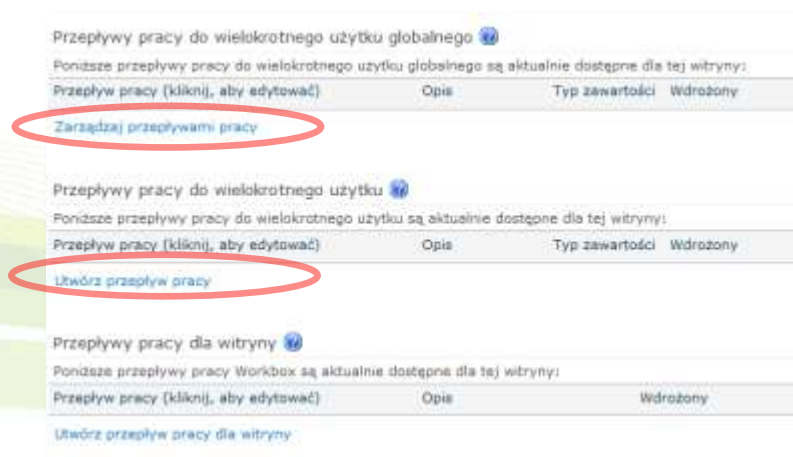 Przepływy pracy do wielokrotnego użytku globalnego
Poniższe przepływy pracy do wielokrotnego użytku globalnego są aktualnie dostępne dla tej witryny:
Przepływ pracy (kliknij, aby edytować) Opis Typ zawartości Wdrożony
Zarządzaj przepływami pracy
Przepływy pracy do wielokrotnego użytku
Poniższe przepływy pracy do wielokrotnego użytku są aktualnie dostępne dla tej witryny:
Przepływ pracy (kliknij, aby edytować) Opis Typ zawartości Wdrożony
Utwórz przepływ pracy
Przepływy pracy dla witryny
Poniższe przepływy pracy Workbox są aktualnie dostępne dla tej witryny:
Przepływ pracy (kliknij, aby edytować) Opis Wdrożony
Utwórz przepływ pracy dla witryny